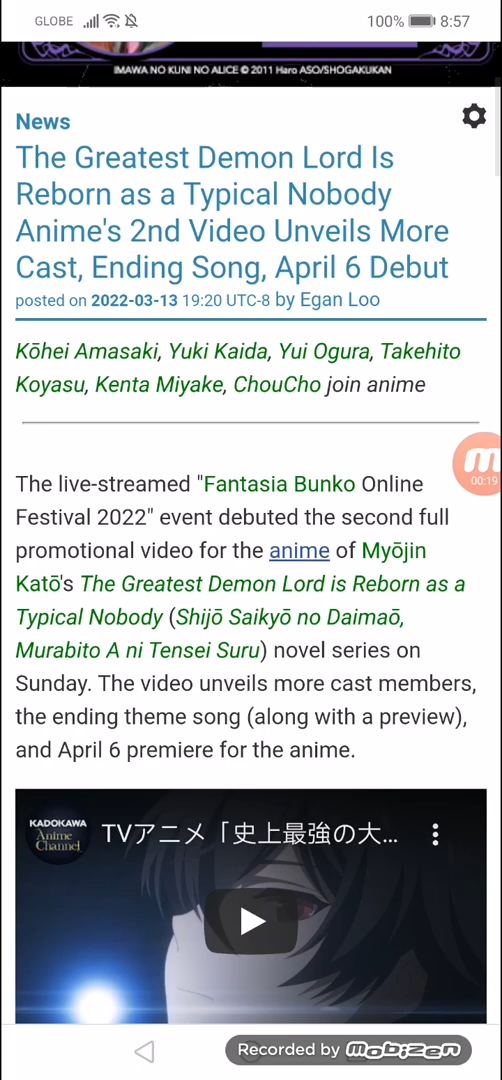 GLOBE 100% 8:57
IMAWA NO KUNI NO ALICE © 2011 Haro ASO/SHOGAKUKAN
News
The Greatest Demon Lord Is
Reborn as a Typical Nobody
Anime's 2nd Video Unveils More
Cast, Ending Song, April 6 Debut
posted on 2022-03-13 19:20 UTC-8 by Egan Loo
Kōhei Amasaki, Yuki Kaida, Yui Ogura, Takehito
Koyasu, Kenta Miyake, ChouCho join anime
00:19
The live-streamed "Fantasia Bunko Online
Festival 2022" event debuted the second full
promotional video for the anime of Myōjin
Katō's The Greatest Demon Lord is Reborn as a
Typical Nobody (Shijō Saikyō no Daimaō,
Murabito A ni Tensei Suru) novel series on
Sunday. The video unveils more cast members,
the ending theme song (along with a preview),
and April 6 premiere for the anime.
KADOKAWA
Anime
Channel
TVアニメ「史上最強の大...
Recorded by mobizen